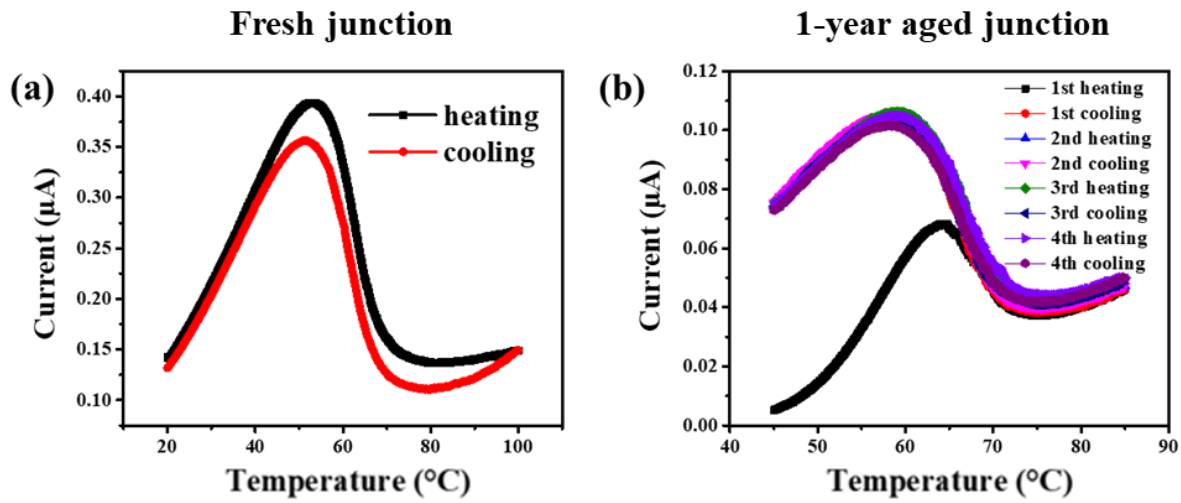 Fresh junction
1-year aged junction
(a)
0.40
0.35
0.30
0.25
0.20
0.15
0.10
Current (µA)
heating
cooling
20
40
60
80
100
Temperature (°C)
(b)
0.12
0.10
0.08
0.06
0.04
0.02
0.00
Current (µA)
1st heating
1st cooling
2nd heating
2nd cooling
3rd heating
3rd cooling
4th heating
4th cooling
40
50
60
70
80
90
Temperature (°C)